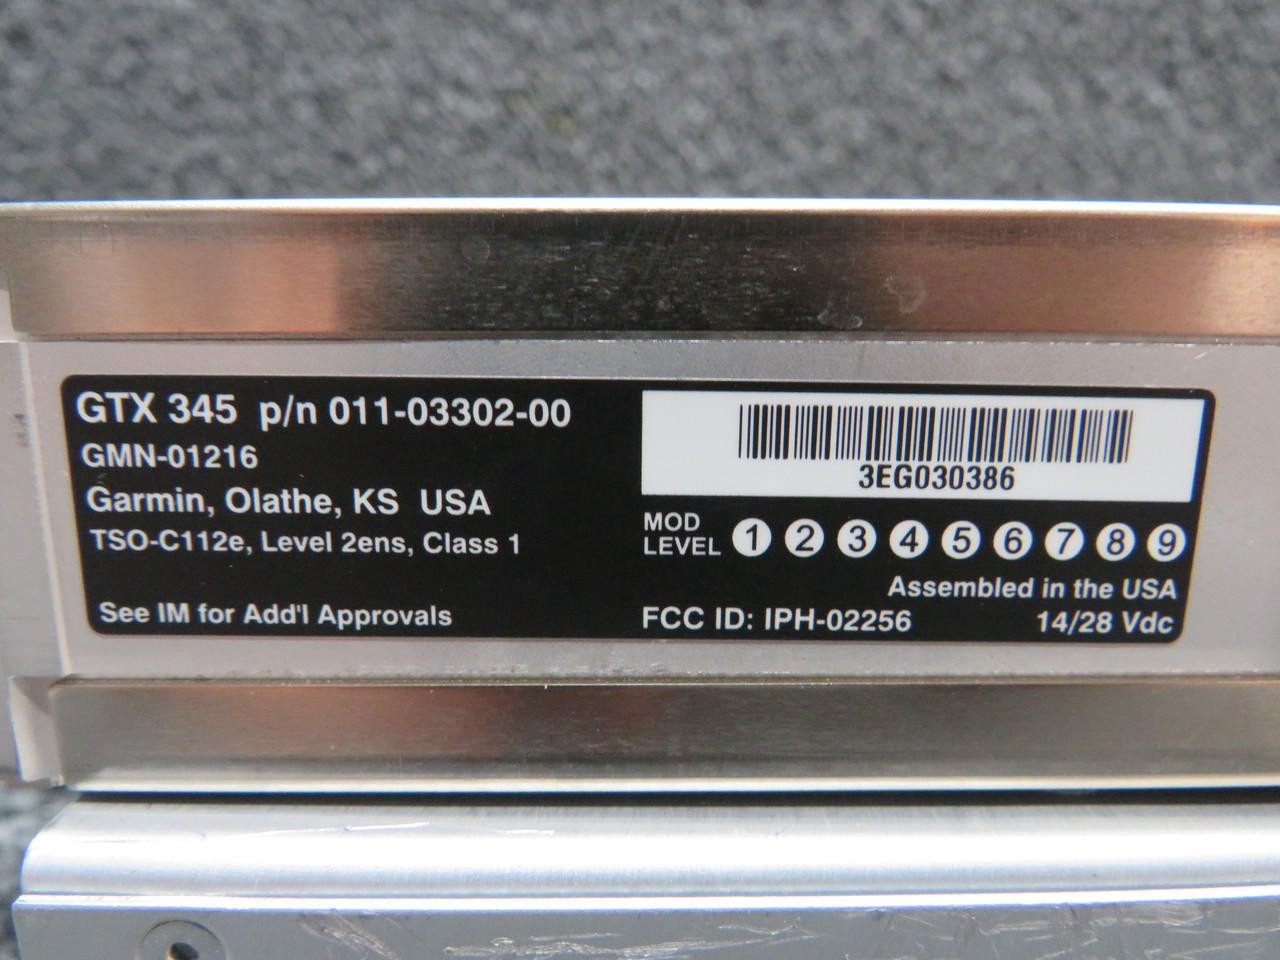 GTX 345 p/n 011-03302-00
GMN-01216
Garmin, Olathe, KS USA
TSO-C112e, Level 2ens, Class 1
See IM for Add'l Approvals
3EG030386
MOD
LEVEL 1 2 3 4 5 6 7 8 9
Assembled in the USA
FCC ID: IPH-02256 14/28 Vdc